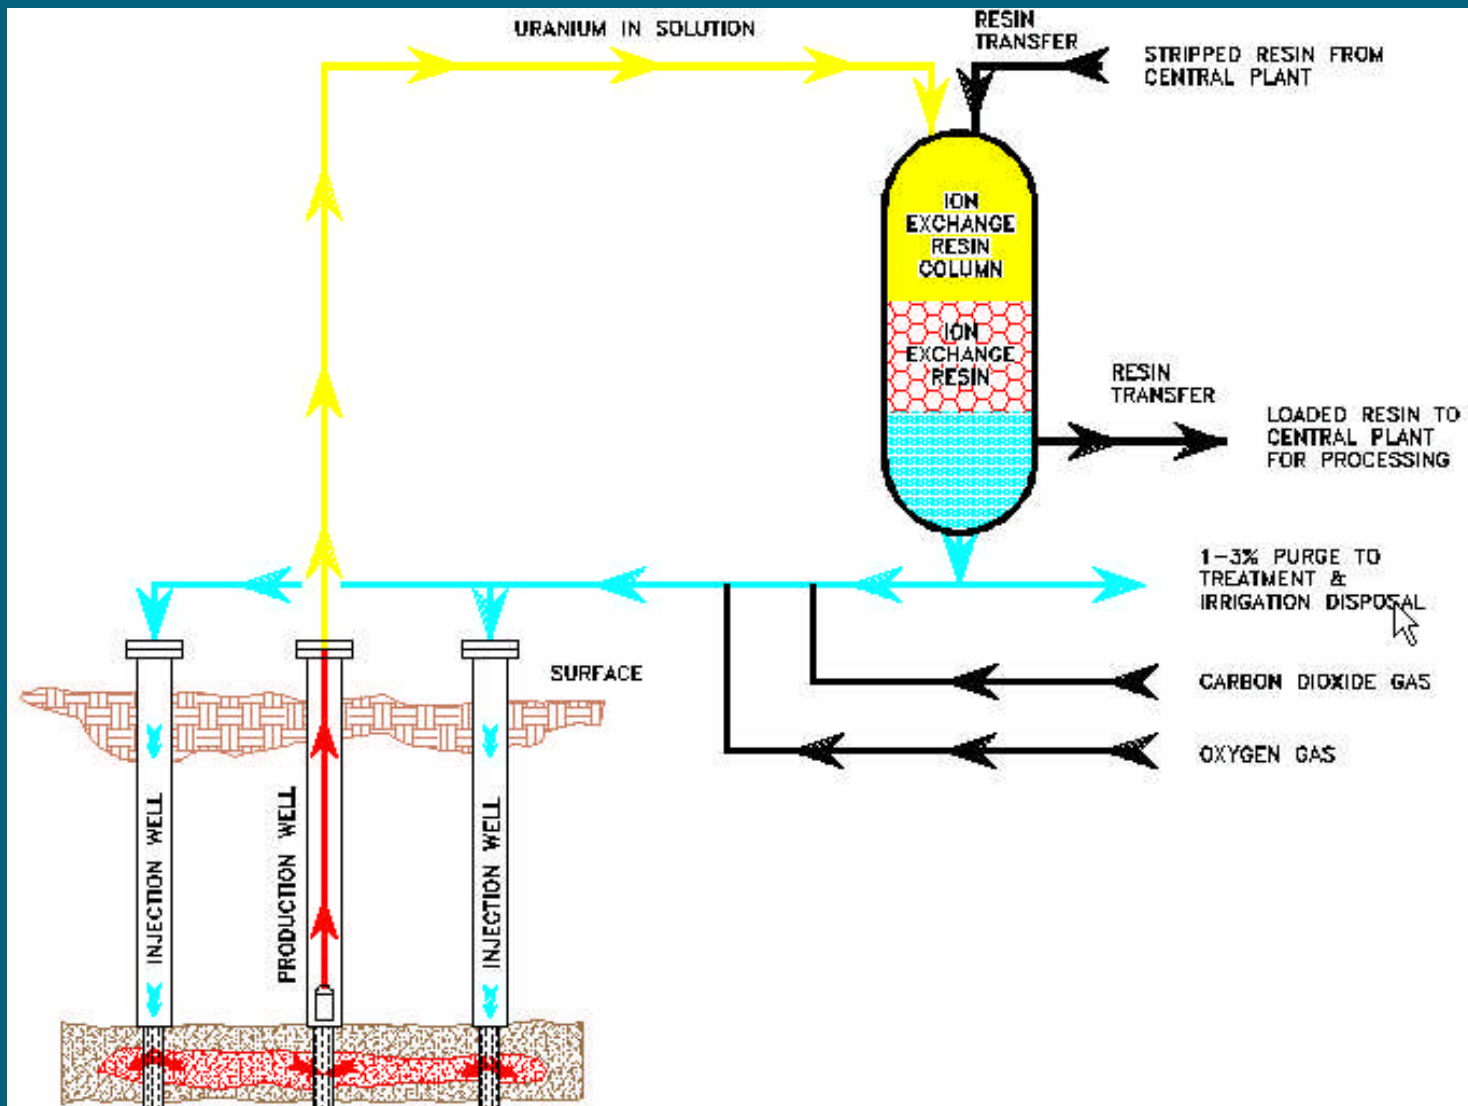 URANIUM IN SOLUTION
RESIN
TRANSFER
STRIPPED RESIN FROM
CENTRAL PLANT
ION
EXCHANGE
RESIN
COLUMN
ION
EXCHANGE
RESIN
RESIN
TRANSFER
LOADED RESIN TO
CENTRAL PLANT
FOR PROCESSING
1-3% PURGE TO
TREATMENT &
IRRIGATION DISPOSAL
SURFACE
CARBON DIOXIDE GAS
OXYGEN GAS
INJECTION WELL
PRODUCTION WELL
INJECTION WELL